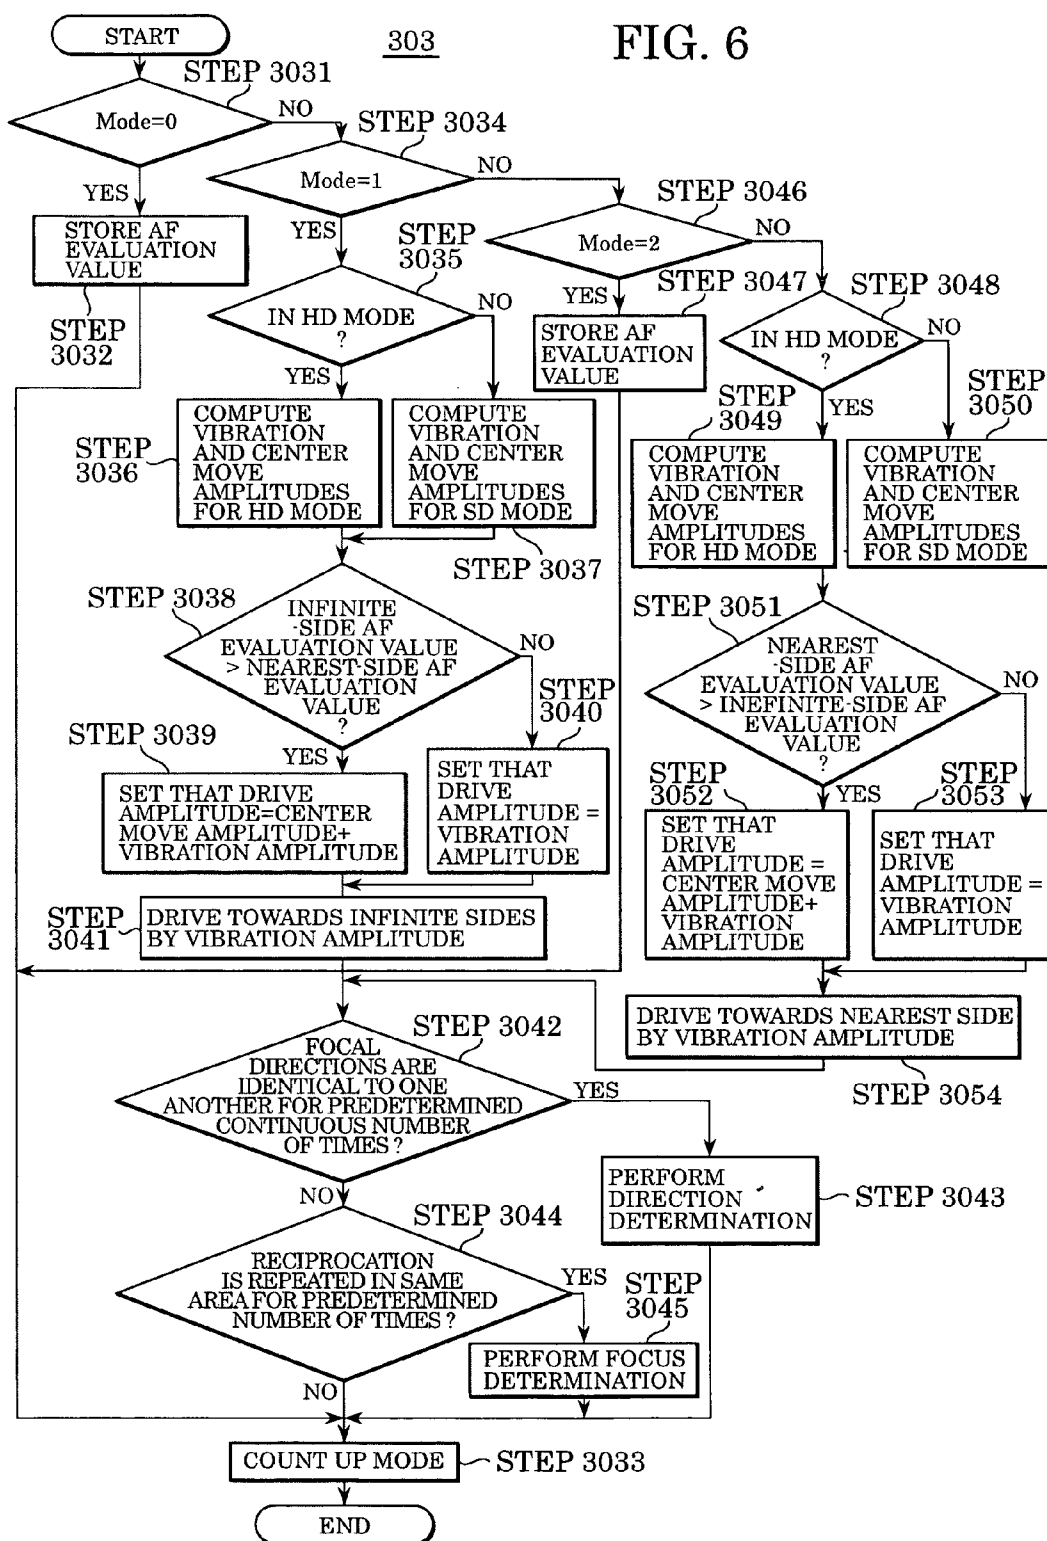 START
303
FIG. 6
STEP 3031
Mode=0
NO
YES
STORE AF
EVALUATION
VALUE
STEP
3032
STEP 3034
Mode=1
NO
YES
STEP
3035
IN HD MODE
?
NO
YES
STEP
3036
COMPUTE
VIBRATION
AND CENTER
MOVE
AMPLITUDES
FOR HD MODE
COMPUTE
VIBRATION
AND CENTER
MOVE
AMPLITUDES
FOR SD MODE
STEP 3037
STEP 3046
Mode=2
NO
YES
STEP
3047
STORE AF
EVALUATION
VALUE
STEP 3048
IN HD MODE
?
NO
YES
STEP
3049
COMPUTE
VIBRATION
AND CENTER
MOVE
AMPLITUDES
FOR HD MODE
STEP
3050
COMPUTE
VIBRATION
AND CENTER
MOVE
AMPLITUDES
FOR SD MODE
STEP 3038
INFINITE
-SIDE AF
EVALUATION VALUE
> NEAREST-SIDE AF
EVALUATION
VALUE
?
NO
YES
STEP 3039
SET THAT DRIVE
AMPLITUDE=CENTER
MOVE AMPLITUDE+
VIBRATION AMPLITUDE
STEP
3040
SET THAT
DRIVE
AMPLITUDE =
VIBRATION
AMPLITUDE
STEP
3041
DRIVE TOWARDS INFINITE SIDES
BY VIBRATION AMPLITUDE
STEP 3051
NEAREST
-SIDE AF
EVALUATION VALUE
> INEFINITE-SIDE AF
EVALUATION
VALUE
?
NO
YES
STEP
3052
SET THAT
DRIVE
AMPLITUDE =
CENTER MOVE
AMPLITUDE+
VIBRATION
AMPLITUDE
STEP
3053
SET THAT
DRIVE
AMPLITUDE =
VIBRATION
AMPLITUDE
DRIVE TOWARDS NEAREST SIDE
BY VIBRATION AMPLITUDE
STEP 3054
STEP 3042
FOCAL
DIRECTIONS ARE
IDENTICAL TO ONE
ANOTHER FOR PREDETERMINED
CONTINUOUS NUMBER
OF TIMES ?
YES
NO
PERFORM
DIRECTION
DETERMINATION
STEP 3043
STEP 3044
RECIPROCATION
IS REPEATED IN SAME
AREA FOR PREDETERMINED
NUMBER OF TIMES ?
YES
NO
STEP
3045
PERFORM FOCUS
DETERMINATION
COUNT UP MODE
STEP 3033
END